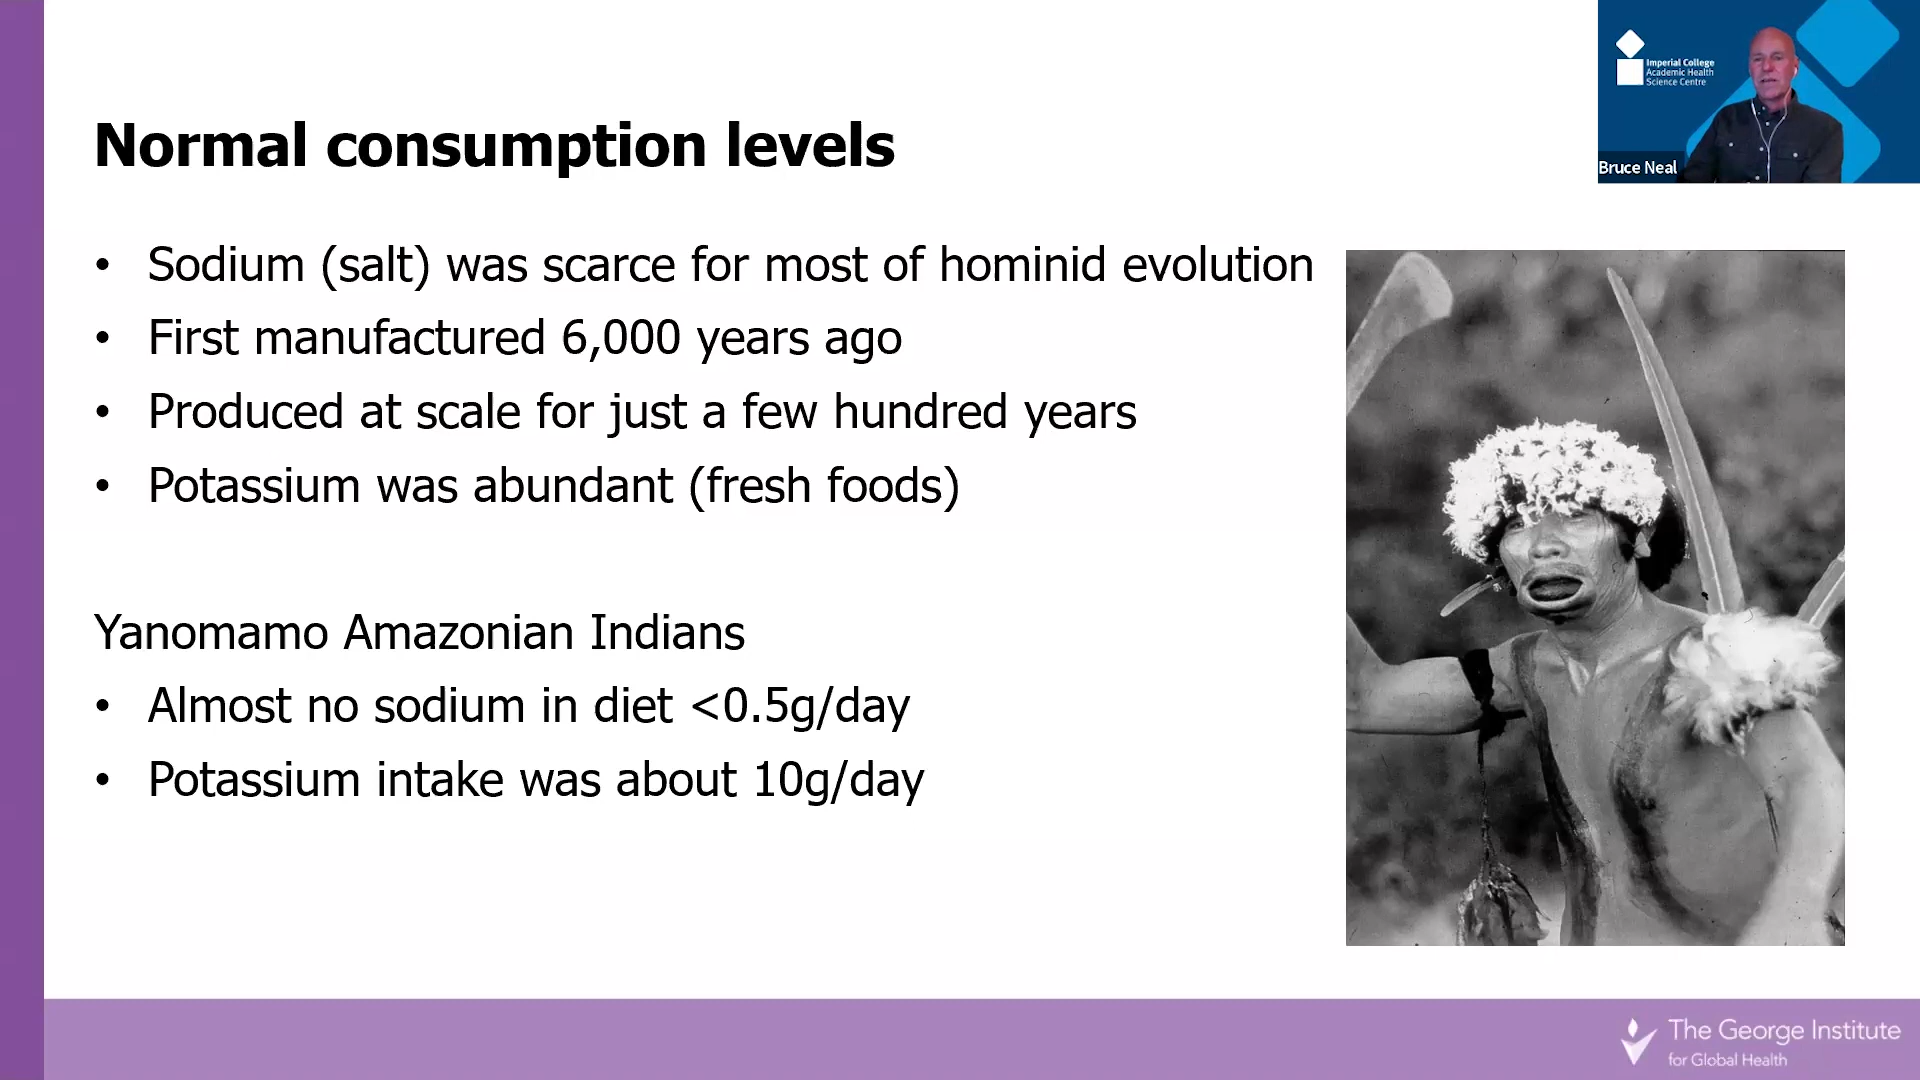 Imperial College
Academic Health
Science Centre
Bruce Neal
Normal consumption levels
• Sodium (salt) was scarce for most of hominid evolution
• First manufactured 6,000 years ago
• Produced at scale for just a few hundred years
• Potassium was abundant (fresh foods)
Yanomamo Amazonian Indians
• Almost no sodium in diet <0.5g/day
• Potassium intake was about 10g/day
The George Institute
for Global Health